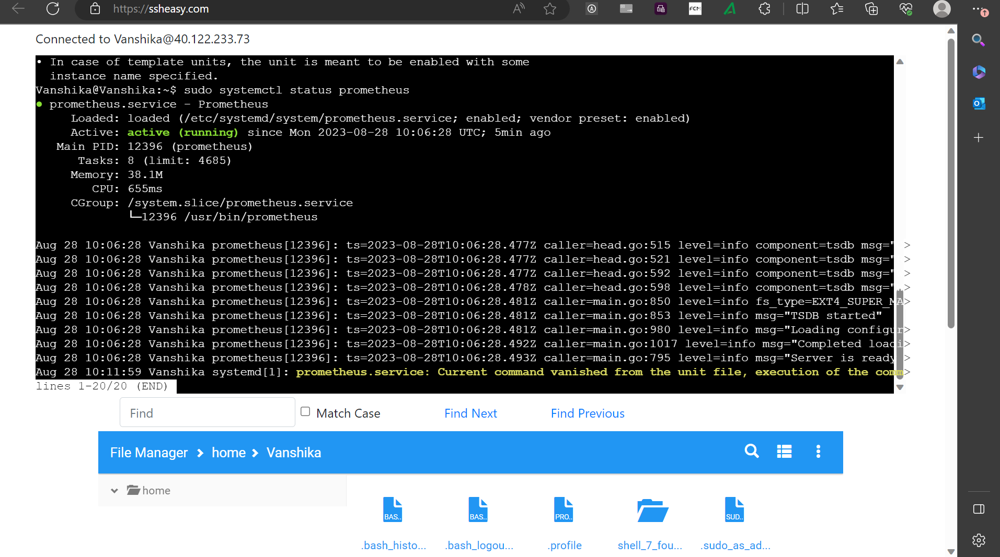 https://ssheasy.com
Connected to Vanshika@40.122.233.73
• In case of template units, the unit is meant to be enabled with some
instance name specified.
Vanshika@Vanshika:~$ sudo systemctl status prometheus
● prometheus.service - Prometheus
Loaded: loaded (/etc/systemd/system/prometheus.service; enabled; vendor preset: enabled)
Active: active (running) since Mon 2023-08-28 10:06:28 UTC; 5min ago
Main PID: 12396 (prometheus)
Tasks: 8 (limit: 4685)
Memory: 38.1M
CPU: 655ms
CGroup: /system.slice/prometheus.service
└─12396 /usr/bin/prometheus
Aug 28 10:06:28 Vanshika prometheus[12396]: ts=2023-08-28T10:06:28.477Z caller=head.go:515 level=info component=tsdb msg=" >
Aug 28 10:06:28 Vanshika prometheus[12396]: ts=2023-08-28T10:06:28.477Z caller=head.go:521 level=info component=tsdb msg=" >
Aug 28 10:06:28 Vanshika prometheus[12396]: ts=2023-08-28T10:06:28.477Z caller=head.go:592 level=info component=tsdb msg=" >
Aug 28 10:06:28 Vanshika prometheus[12396]: ts=2023-08-28T10:06:28.478Z caller=head.go:598 level=info component=tsdb msg=" >
Aug 28 10:06:28 Vanshika prometheus[12396]: ts=2023-08-28T10:06:28.481Z caller=main.go:850 level=info fs_type=EXT4_SUPER_MA>
Aug 28 10:06:28 Vanshika prometheus[12396]: ts=2023-08-28T10:06:28.481Z caller=main.go:853 level=info msg="TSDB started"
Aug 28 10:06:28 Vanshika prometheus[12396]: ts=2023-08-28T10:06:28.481Z caller=main.go:980 level=info msg="Loading configur>
Aug 28 10:06:28 Vanshika prometheus[12396]: ts=2023-08-28T10:06:28.492Z caller=main.go:1017 level=info msg="Completed loadi>
Aug 28 10:06:28 Vanshika prometheus[12396]: ts=2023-08-28T10:06:28.493Z caller=main.go:795 level=info msg="Server is ready >
Aug 28 10:11:59 Vanshika systemd[1]: prometheus.service: Current command vanished from the unit file, execution of the comm>
lines 1-20/20 (END)
Find Match Case Find Next Find Previous
File Manager > home > Vanshika
home
BAS.. BAS.. PRO.. SUD..
.bash_histo... .bash_logou... .profile shell_7_fou... .sudo_as_ad...